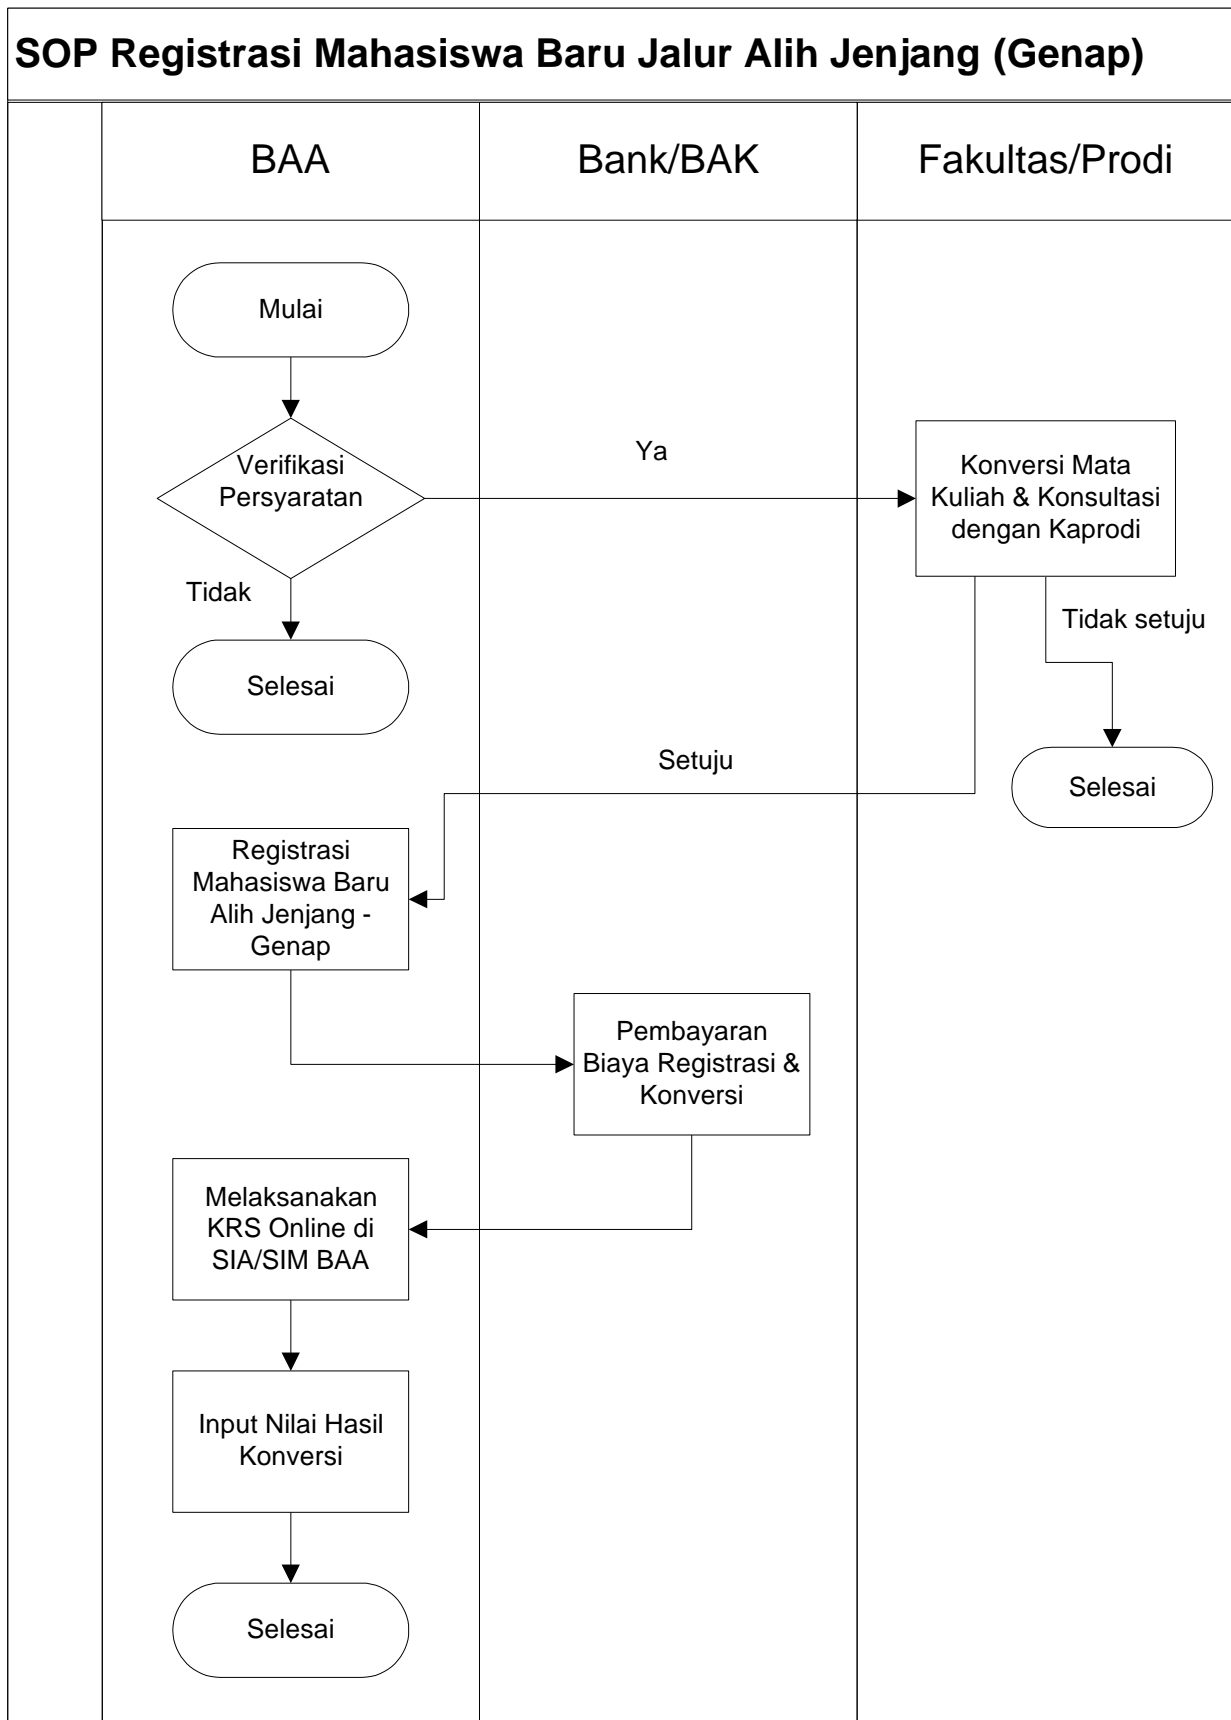 SOP Registrasi Mahasiswa Baru Jalur Alih Jenjang (Genap)
BAA
Bank/BAK
Fakultas/Prodi
Mulai
Verifikasi
Persyaratan
Ya
Konversi Mata
Kuliah & Konsultasi
dengan Kaprodi
Tidak
Tidak setuju
Selesai
Setuju
Selesai
Registrasi
Mahasiswa Baru
Alih Jenjang -
Genap
Pembayaran
Biaya Registrasi &
Konversi
Melaksanakan
KRS Online di
SIA/SIM BAA
Input Nilai Hasil
Konversi
Selesai